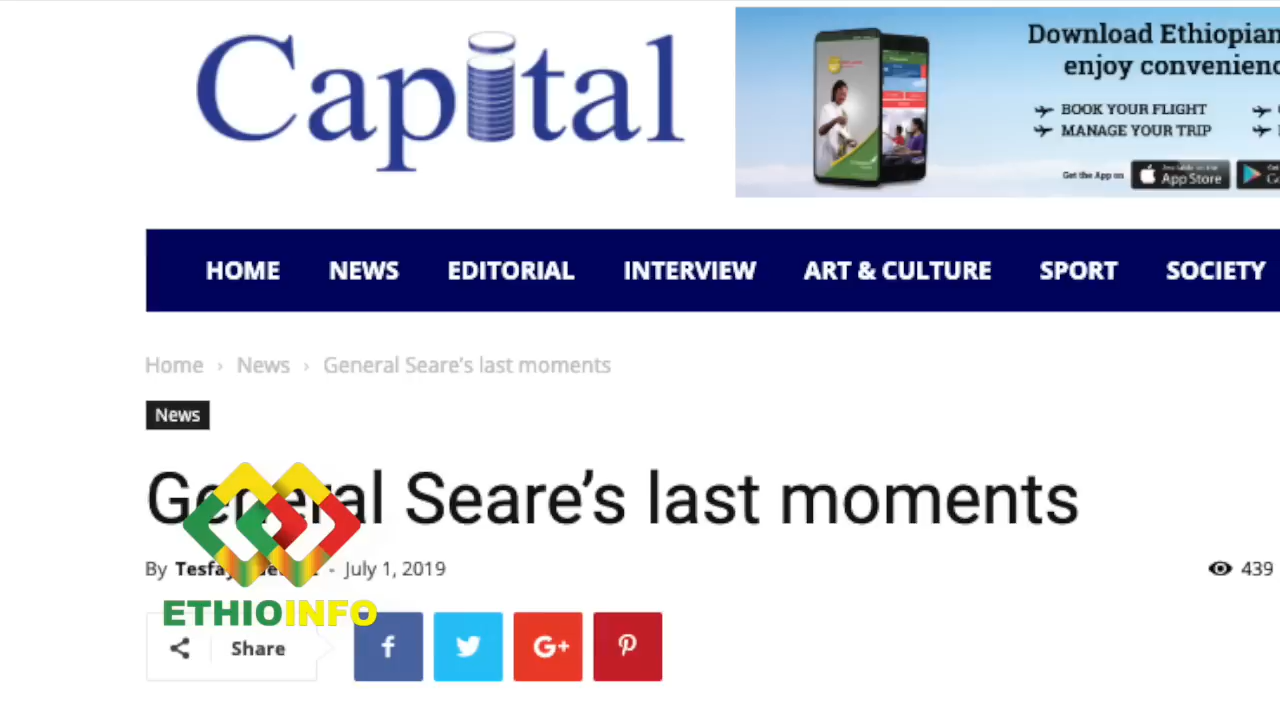 Capital
Download Ethiopian
enjoy convenienc
BOOK YOUR FLIGHT
MANAGE YOUR TRIP
Get the App on
App Store
HOME NEWS EDITORIAL INTERVIEW ART & CULTURE SPORT SOCIETY
Home › News › General Seare’s last moments
News
General Seare’s last moments
By - July 1, 2019
439
ETHIOINFO
Share